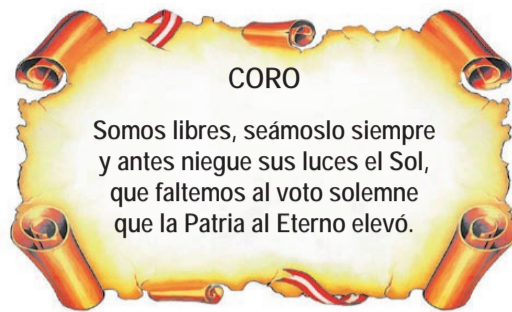 CORO
Somos libres, seámoslo siempre
y antes niegue sus luces el Sol,
que faltemos al voto solemne
que la Patria al Eterno elevó.